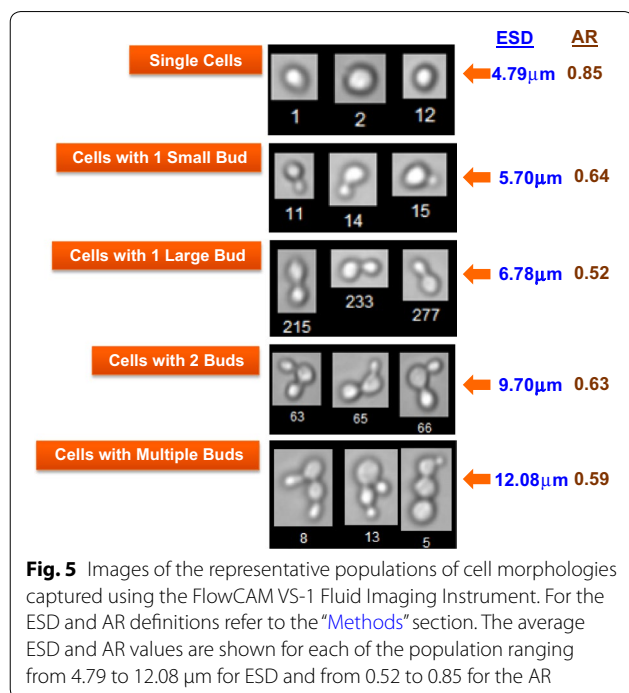 ESD AR
Single Cells 4.79μm 0.85
1 2 12
Cells with 1 Small Bud 5.70μm 0.64
11 14 15
Cells with 1 Large Bud 6.78μm 0.52
215 233 277
Cells with 2 Buds 9.70μm 0.63
63 65 66
Cells with Multiple Buds 12.08μm 0.59
8 13 5
Fig. 5 Images of the representative populations of cell morphologies
captured using the FlowCAM VS-1 Fluid Imaging Instrument. For the
ESD and AR definitions refer to the “Methods” section. The average
ESD and AR values are shown for each of the population ranging
from 4.79 to 12.08 μm for ESD and from 0.52 to 0.85 for the AR